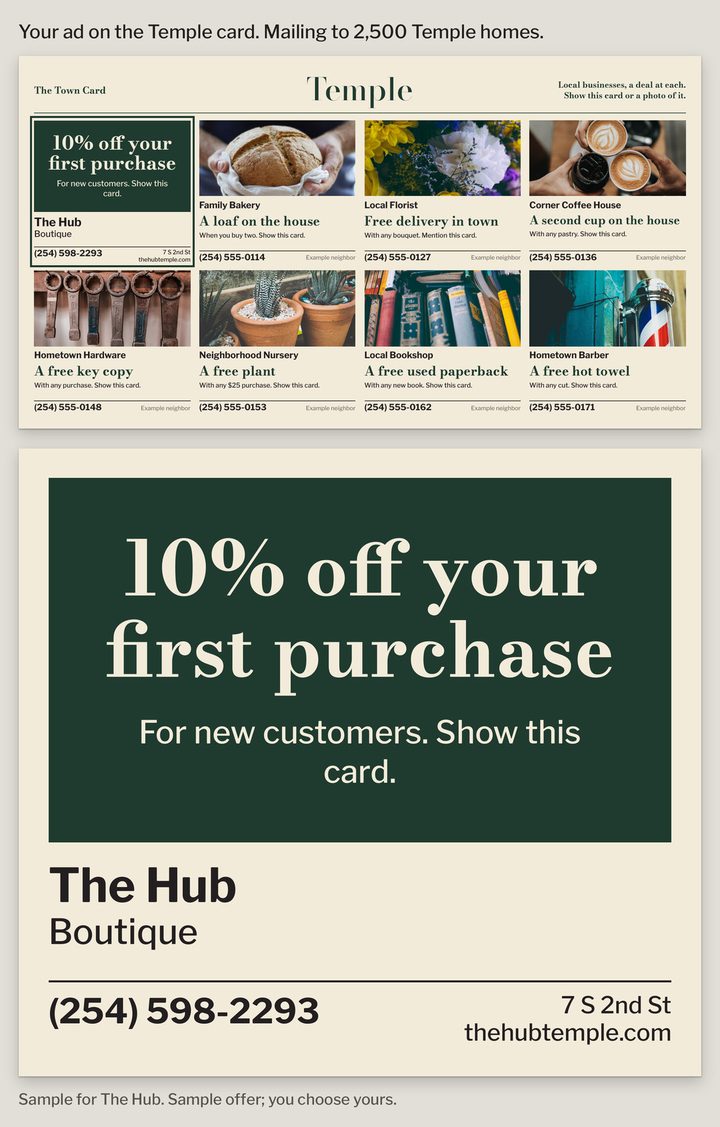 Your ad on the Temple card. Mailing to 2,500 Temple homes.
The Town Card
Temple
Local businesses, a deal at each.
Show this card or a photo of it.
10% off your
first purchase
For new customers. Show this
card.
The Hub
Boutique
(254) 598-2293
7 S 2nd St
thehubtemple.com
Family Bakery
A loaf on the house
When you buy two. Show this card.
(254) 555-0114
Example neighbor
Local Florist
Free delivery in town
With any bouquet. Mention this card.
(254) 555-0127
Example neighbor
Corner Coffee House
A second cup on the house
With any pastry. Show this card.
(254) 555-0136
Example neighbor
Hometown Hardware
A free key copy
With any purchase. Show this card.
(254) 555-0148
Example neighbor
Neighborhood Nursery
A free plant
With any $25 purchase. Show this card.
(254) 555-0153
Example neighbor
Local Bookshop
A free used paperback
With any new book. Show this card.
(254) 555-0162
Example neighbor
Hometown Barber
A free hot towel
With any cut. Show this card.
(254) 555-0171
Example neighbor
10% off your
first purchase
For new customers. Show this
card.
The Hub
Boutique
(254) 598-2293
7 S 2nd St
thehubtemple.com
Sample for The Hub. Sample offer; you choose yours.